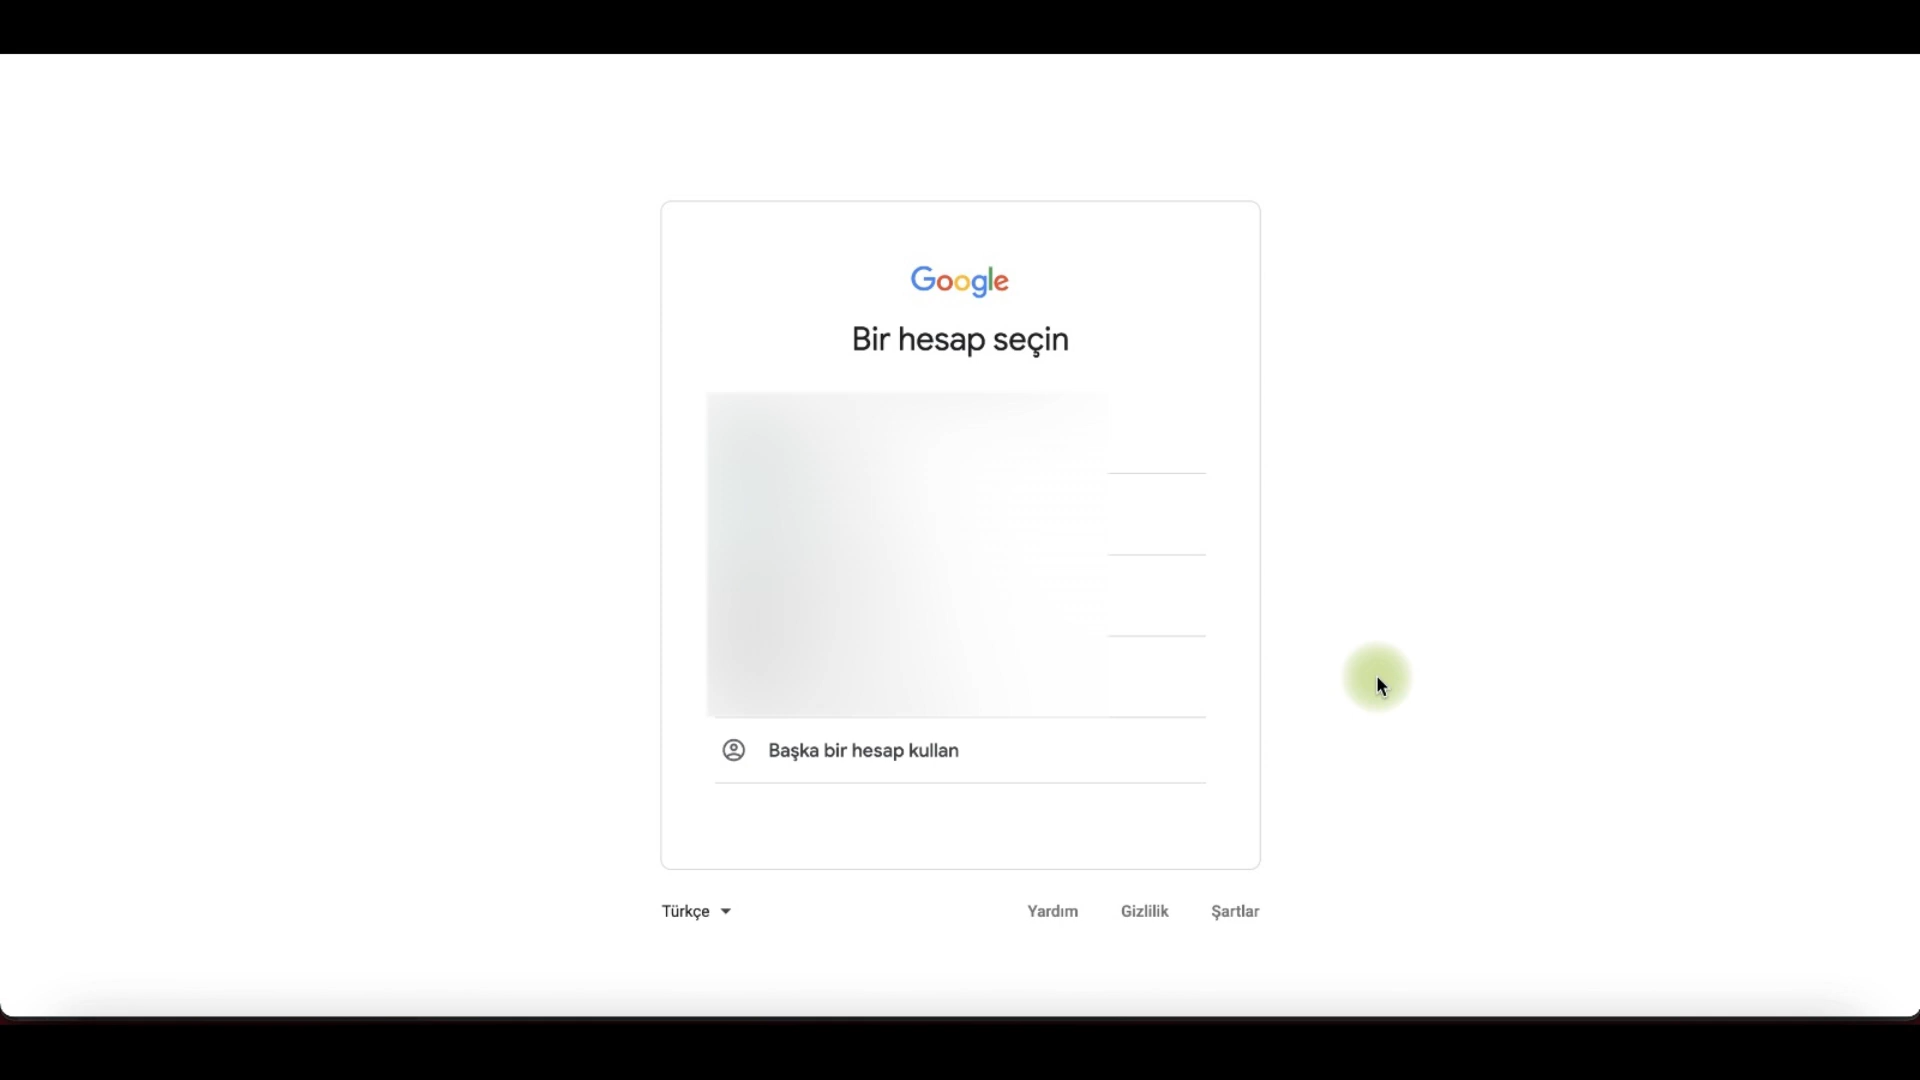 Google
Bir hesap seçin
Başka bir hesap kullan
Türkçe
Yardım Gizlilik Şartlar